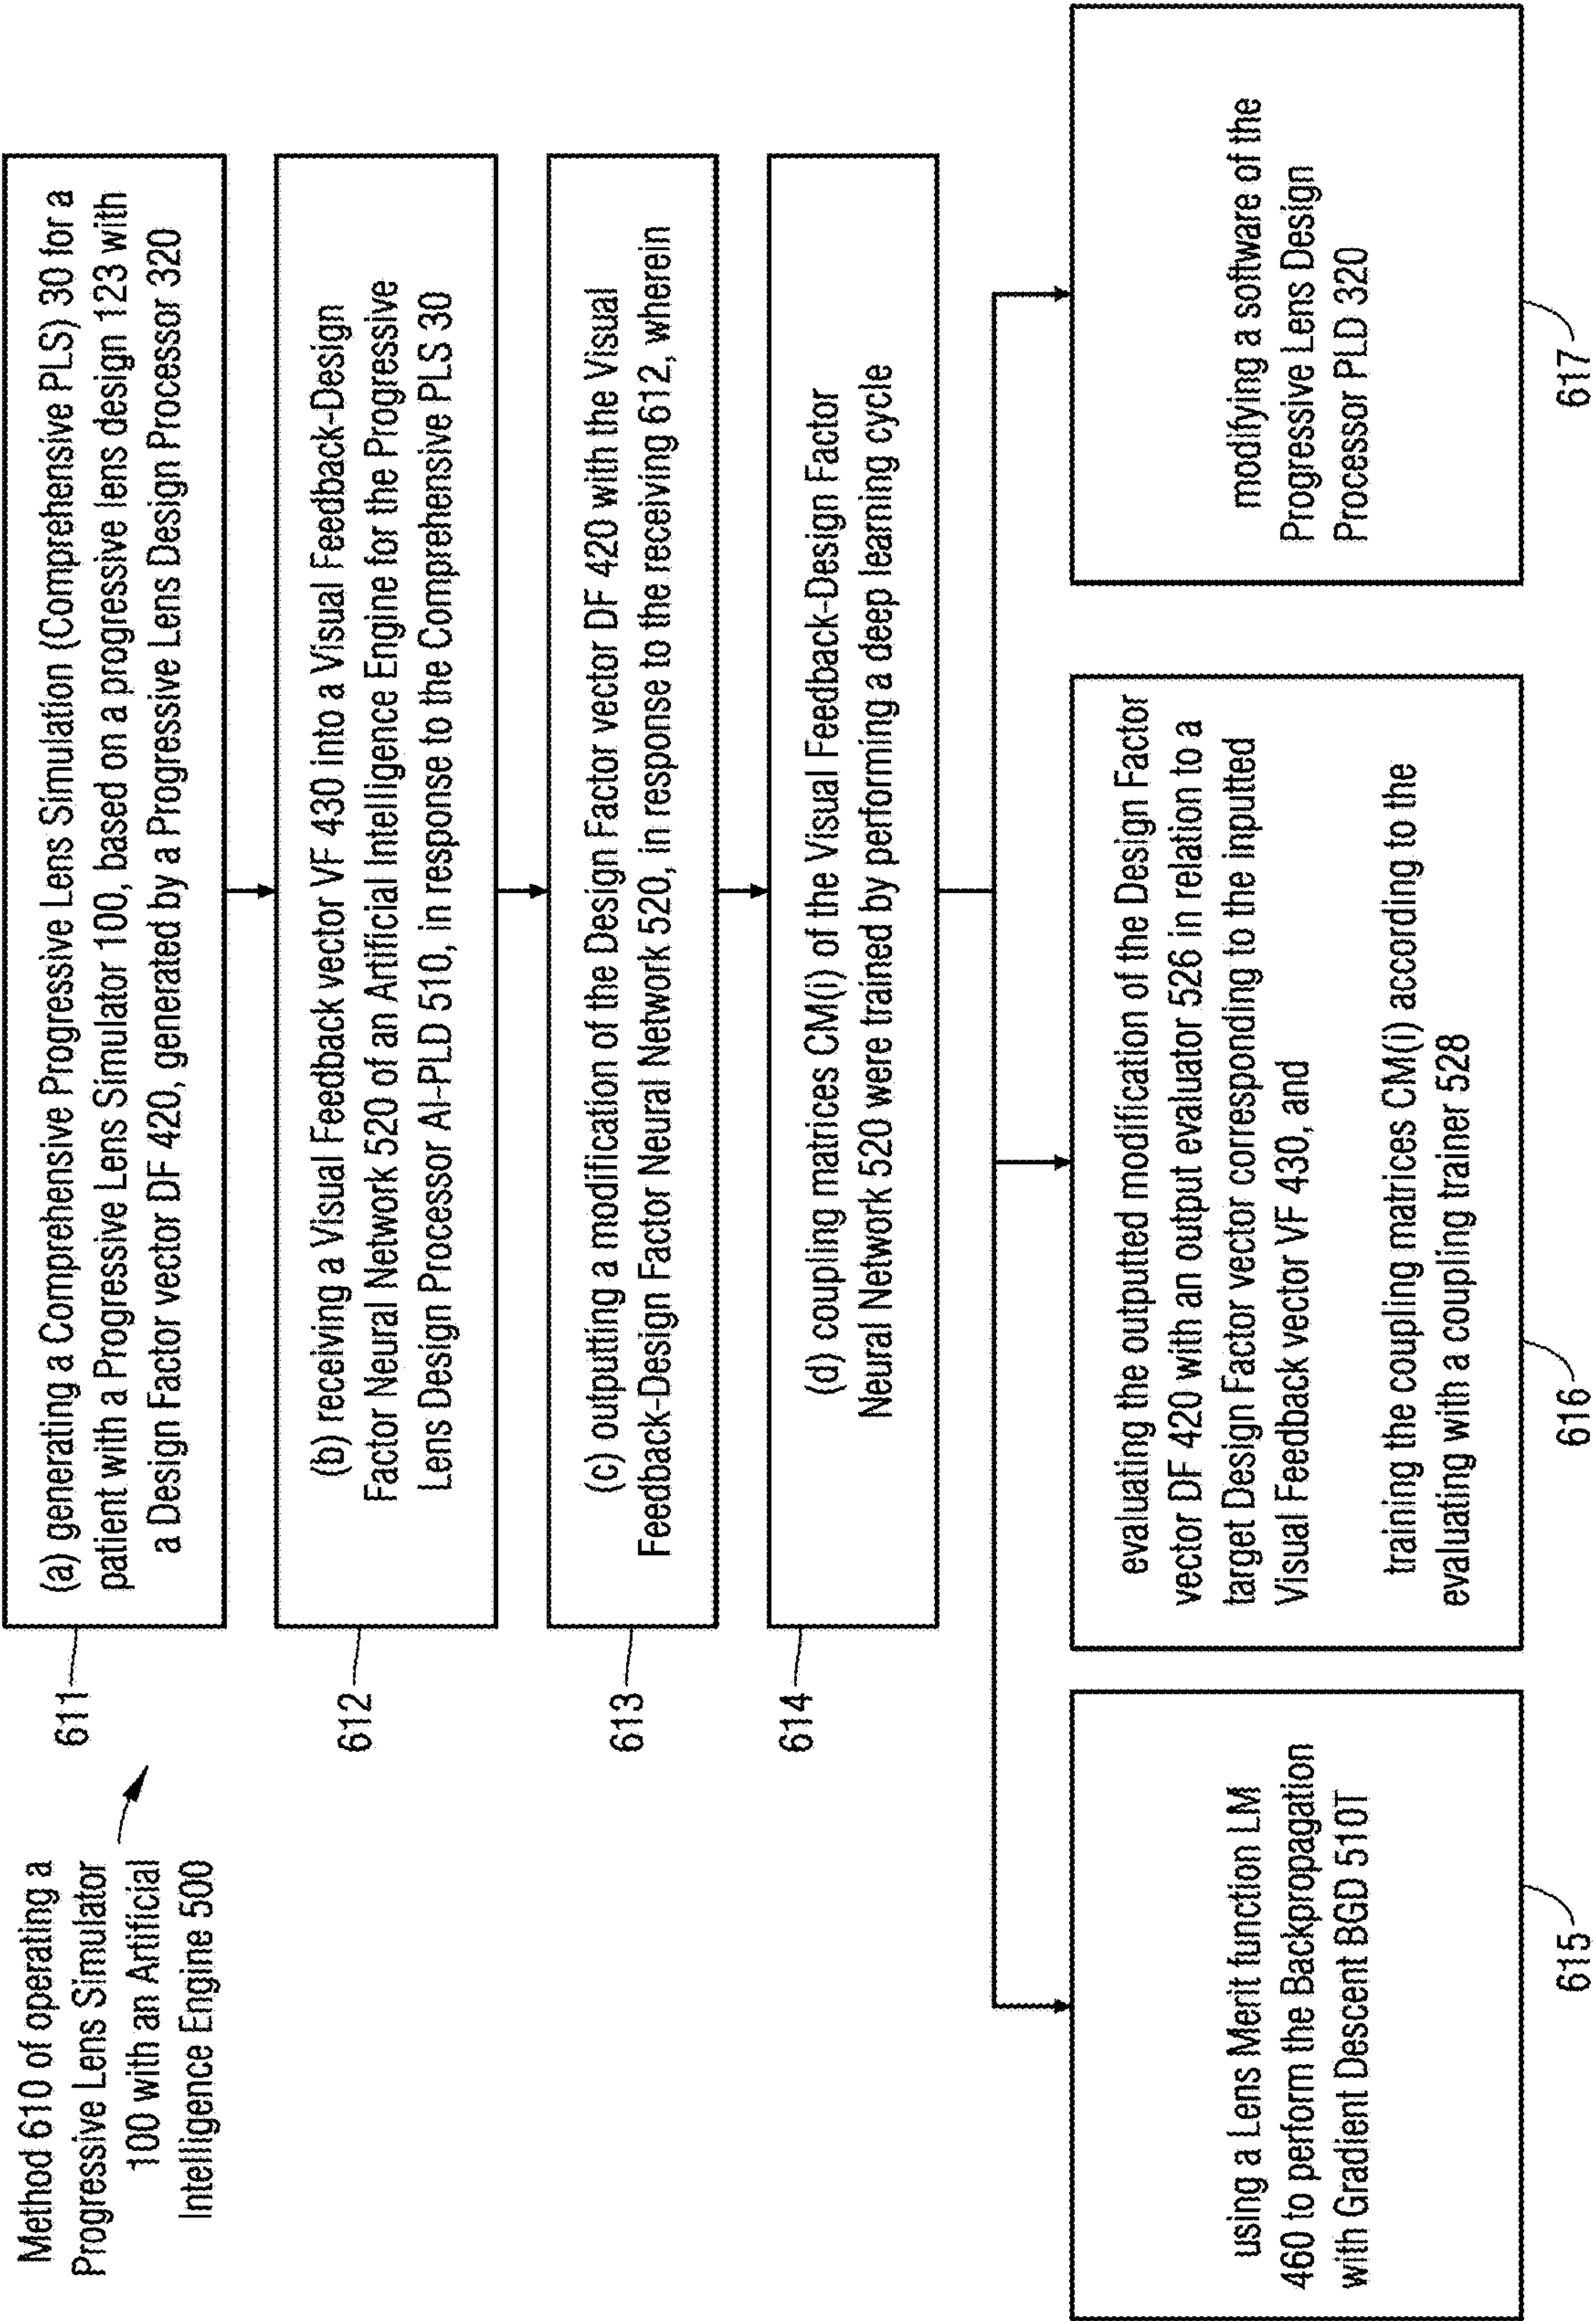 Method 610 of operating a
Progressive Lens Simulator
100 with an Artificial
Intelligence Engine 500
611
(a) generating a Comprehensive Progressive Lens Simulation (Comprehensive PLS) 30 for a
patient with a Progressive Lens Simulator 100, based on a progressive lens design 123 with
a Design Factor vector DF 420, generated by a Progressive Lens Design Processor 320
612
(b) receiving a Visual Feedback vector VF 430 into a Visual Feedback-Design
Factor Neural Network 520 of an Artificial Intelligence Engine for the Progressive
Lens Design Processor AI-PLD 510, in response to the Comprehensive PLS 30
613
(c) outputing a modification of the Design Factor vector DF 420 with the Visual
Feedback-Design Factor Neural Network 520, in response to the receiving 612, wherein
614
(d) coupling matrices CM(i) of the Visual Feedback-Design Factor
Neural Network 520 were trained by performing a deep learning cycle
using a Lens Merit function LM
460 to perform the Backpropagation
with Gradient Descent BGD 510T
615
evaluating the outputed modification of the Design Factor
vector DF 420 with an output evaluator 526 in relation to a
target Design Factor vector corresponding to the inputted
Visual Feedback vector VF 430, and
training the coupling matrices CM(i) according to the
evaluating with a coupling trainer 528
616
modifying a software of the
Progressive Lens Design
Processor PLD 320
617